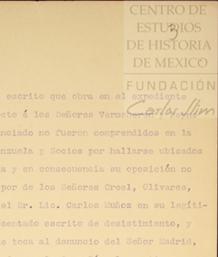 CENTRO DE
ESTUDIOS
DE HISTORIA
DE MEXICO
FUNDACIÓN
Carlos Slim
3
escrito que obra en el expediente
ecto á los Señores
nciado no fueron comprendidos en la
nzuela y Socios por hallarse ubicados
a y en consecuencia su oposición no
por de los Señores Creel, Olivares,
el Sr. Lic. Carlos Muñoz en su legíti-
sentado escrito de desistimiento, y
e toca al denuncio del Señor Madrid,